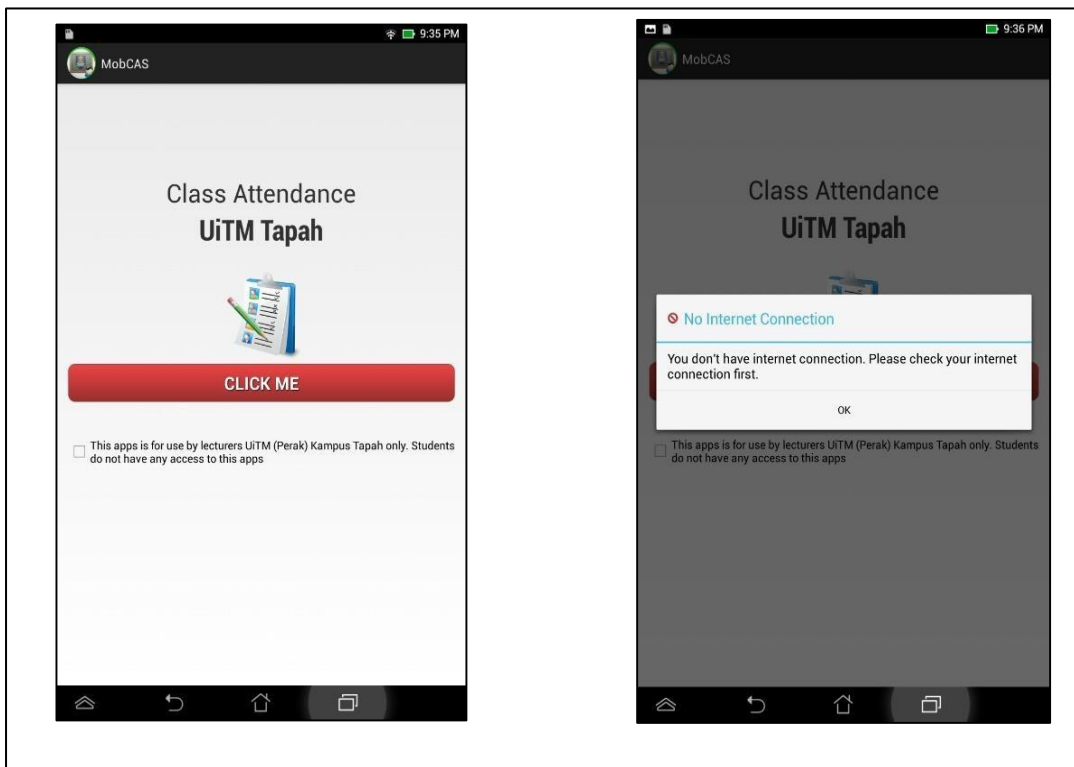 9:35 PM
MobCAS
Class Attendance
UiTM Tapah
CLICK ME
This apps is for use by lecturers UiTM (Perak) Kampus Tapah only. Students
do not have any access to this apps
9:36 PM
MobCAS
Class Attendance
UiTM Tapah
No Internet Connection
You don't have internet connection. Please check your internet
connection first.
OK
This apps is for use by lecturers UiTM (Perak) Kampus Tapah only. Students
do not have any access to this apps